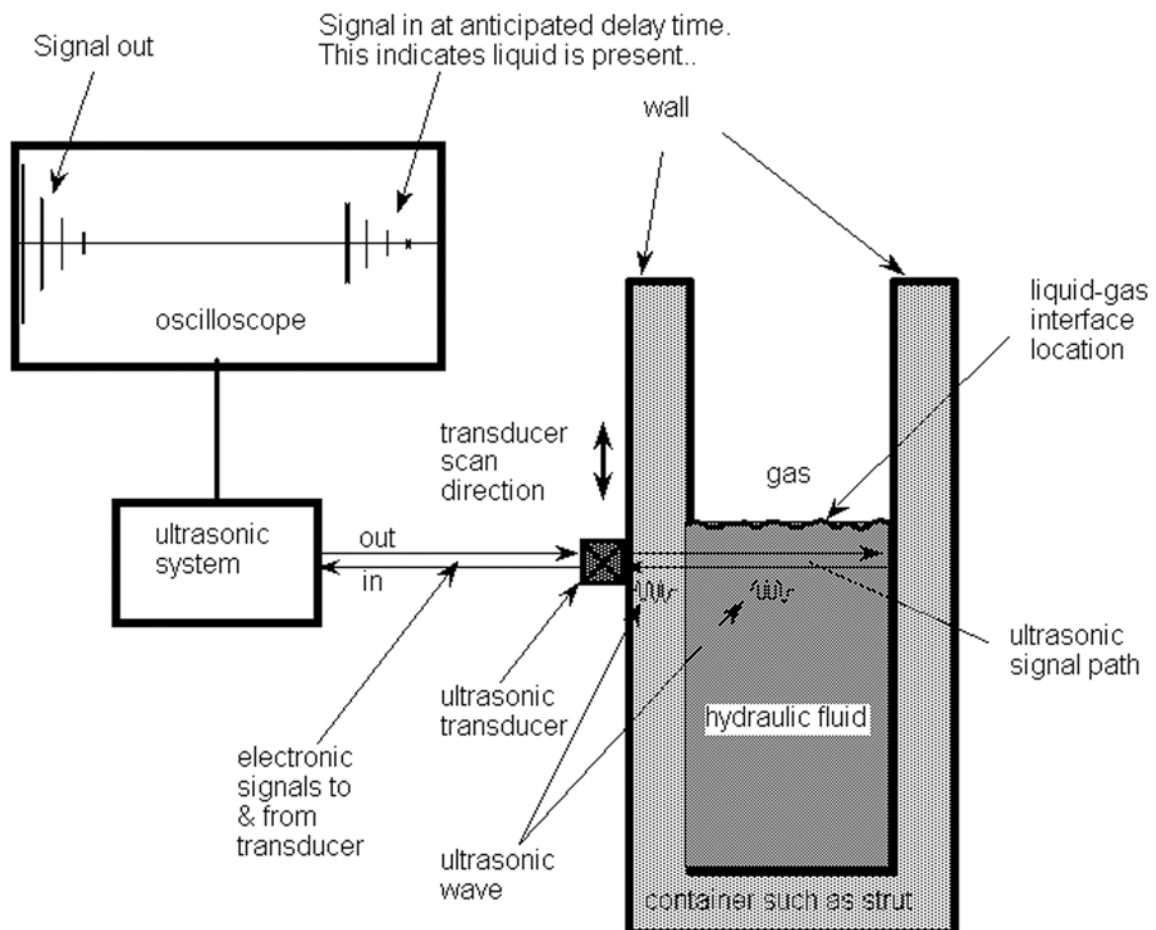 Signal out
Signal in at anticipated delay time.
This indicates liquid is present..
wall
oscilloscope
liquid-gas
interface
location
transducer
scan
direction
gas
ultrasonic
system
out
in
ultrasonic
signal path
ultrasonic
transducer
hydraulic fluid
electronic
signals to
& from
transducer
ultrasonic
wave
container such as strut